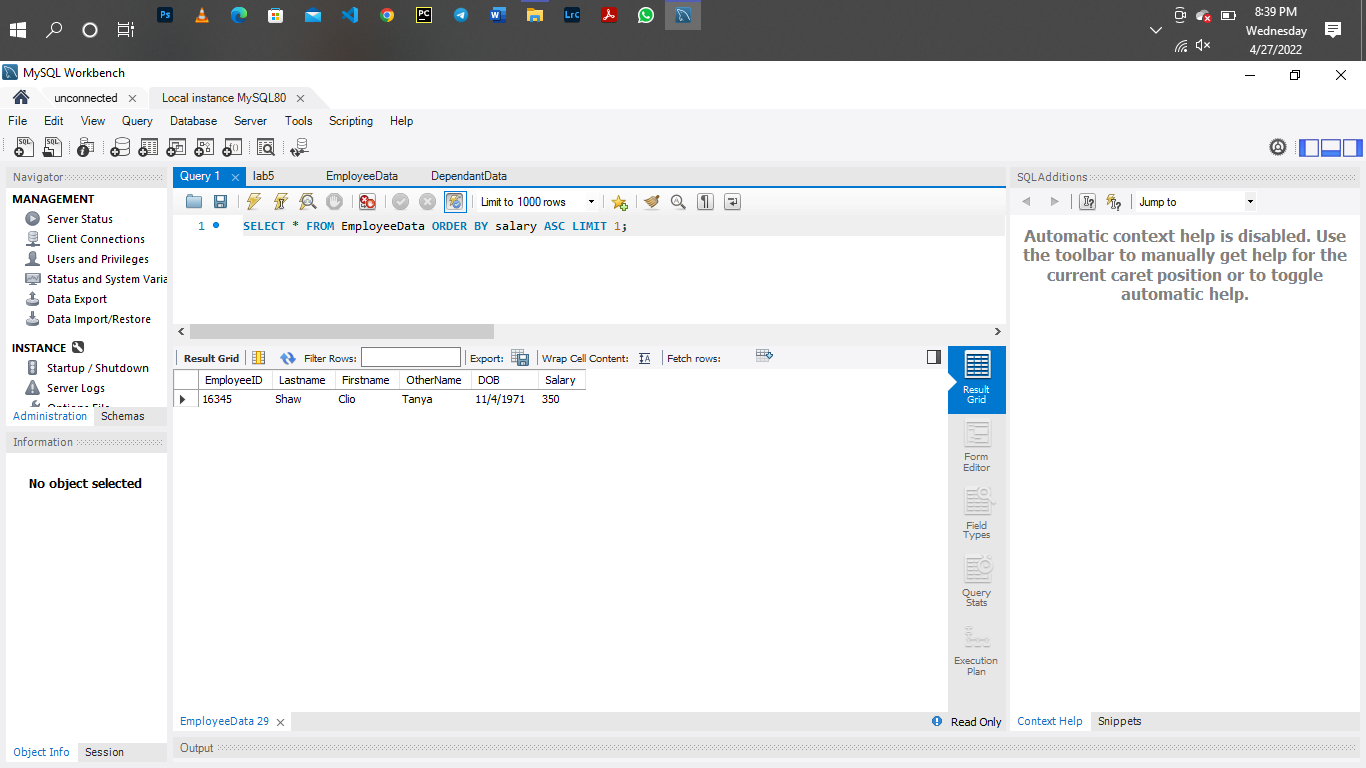 Ps
PC
W
Lrc
8:39 PM
Wednesday
4/27/2022
MySQL Workbench
unconnected
Local instance MySQL80
File Edit View Query Database Server Tools Scripting Help
Navigator
MANAGEMENT
Server Status
Client Connections
Users and Privileges
Status and System Varia
Data Export
Data Import/Restore
INSTANCE
Startup / Shutdown
Server Logs
Options File
Administration Schemas
Information
No object selected
Object Info Session
Query 1 lab5 EmployeeData DependantData
Limit to 1000 rows
1 SELECT * FROM EmployeeData ORDER BY salary ASC LIMIT 1;
Result Grid Filter Rows: Export: Wrap Cell Content: Fetch rows:
EmployeeID Lastname Firstname OtherName DOB Salary
16345 Shaw Clio Tanya 11/4/1971 350
Result
Grid
Form
Editor
Field
Types
Query
Stats
Execution
Plan
EmployeeData 29
Read Only
Output
SQLAdditions
Jump to
Automatic context help is disabled. Use
the toolbar to manually get help for the
current caret position or to toggle
automatic help.
Context Help Snippets